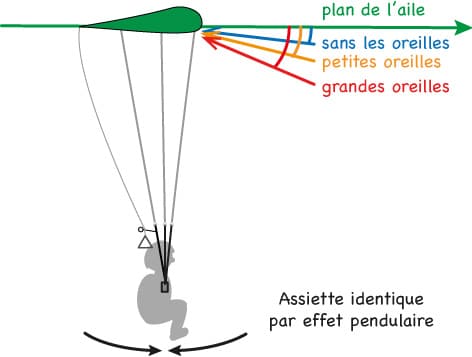 plan de l'aile
sans les oreilles
petites oreilles
grandes oreilles
Assiette identique
par effet pendulaire